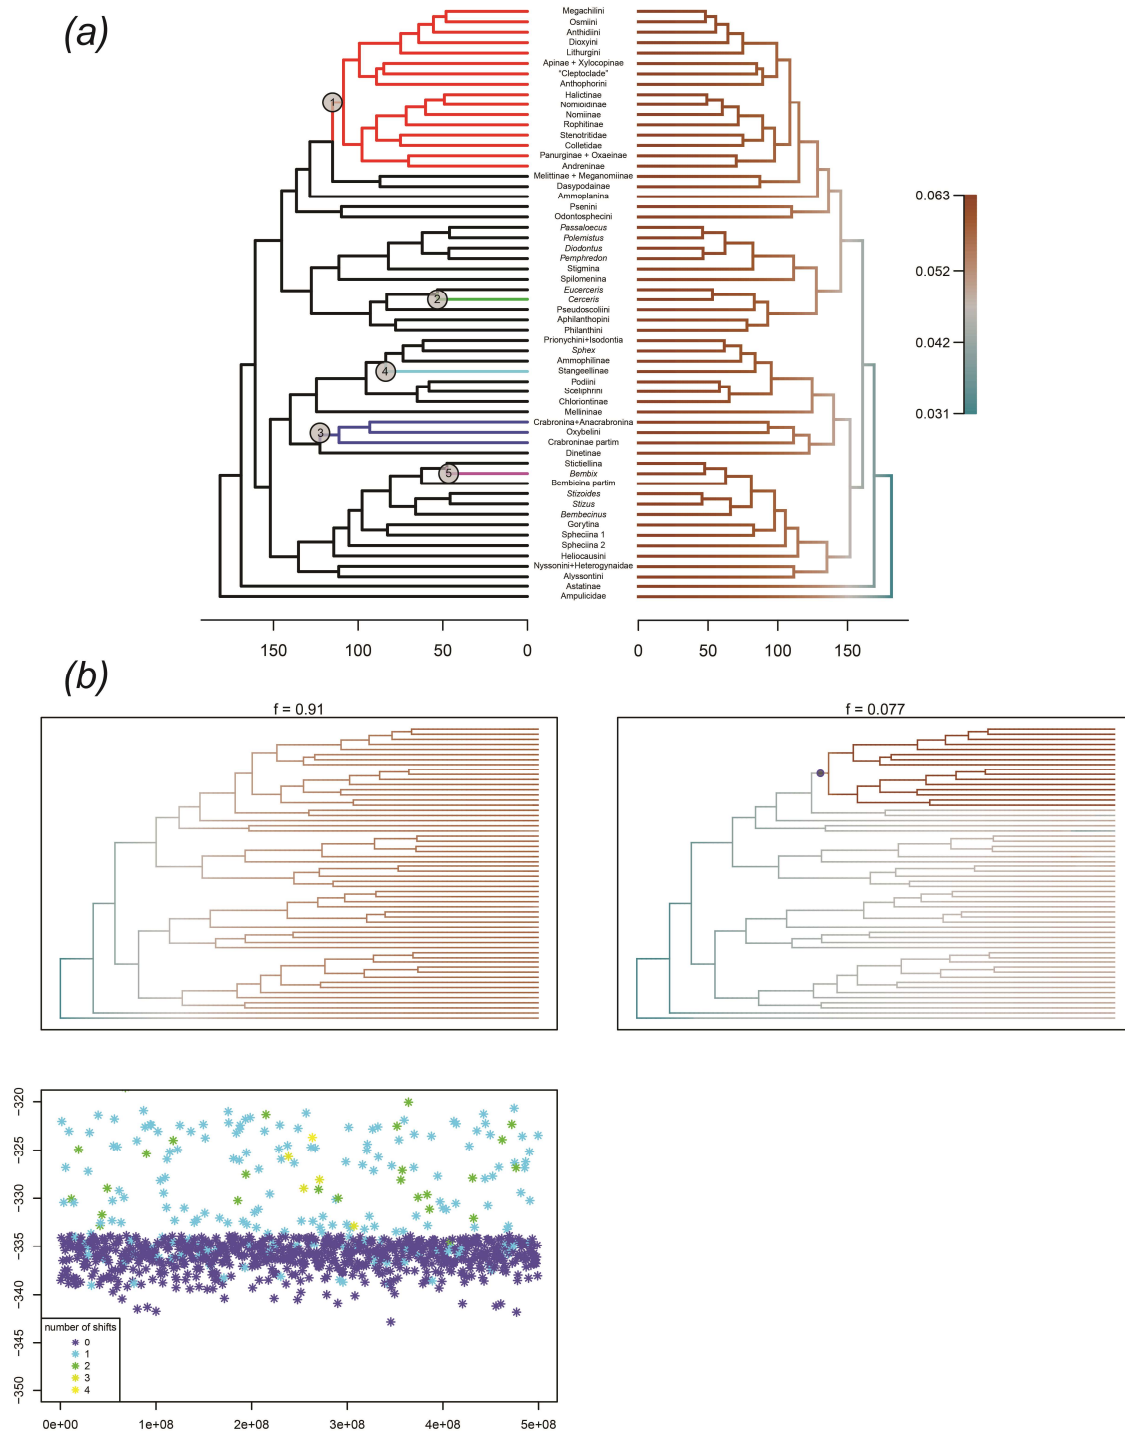 (a)
Megachilini
Osmiini
Anthidiini
Dioxyini
Lithurgini
Apinae + Xylocopinae
"Cleptoclade"
Anthophorini
Halictinae
Nomioidinae
Nomiinae
Rophitinae
Stenotritidae
Colletidae
Panurginae + Oxaeinae
Andreninae
Melittinae + Meganomiinae
Dasypodainae
Ammoplanina
Psenini
Odontosphecini
Passaloecus
Polemistus
Diodontus
Pemphredon
Stigmina
Spilomenina
Eucerceris
Cerceris
Pseudoscoliini
Aphilanthopini
Philanthini
Prionychini+Isodontia
Sphex
Ammophilinae
Stangeellinae
Podiini
Sceliphrini
Chloriontinae
Mellininae
Crabronina+Anacrabronina
Oxybelini
Crabroninae partim
Dinetinae
Stictiellina
Bembix
Bembicina partim
Stizoides
Stizus
Bembecinus
Gorytina
Spheciina 1
Spheciina 2
Heliocausini
Nyssonini+Heterogynaidae
Alyssontini
Astatinae
Ampulicidae
1
2
4
3
5
0.063
0.052
0.042
0.031
150 100 50 0
0 50 100 150
(b)
f = 0.91
f = 0.077
−320
−325
−330
−335
−340
−345
−350
number of shifts
0
1
2
3
4
0e+00 1e+08 2e+08 3e+08 4e+08 5e+08